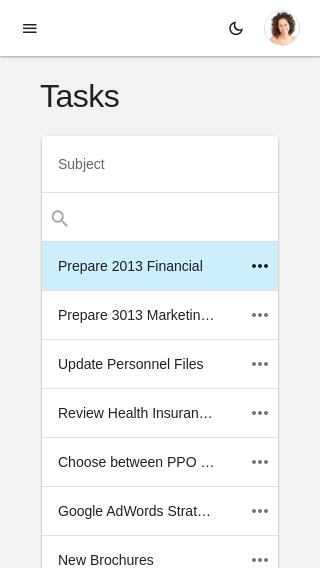 Tasks
Subject
Prepare 2013 Financial
Prepare 3013 Marketin…
Update Personnel Files
Review Health Insuran…
Choose between PPO …
Google AdWords Strat…
New Brochures